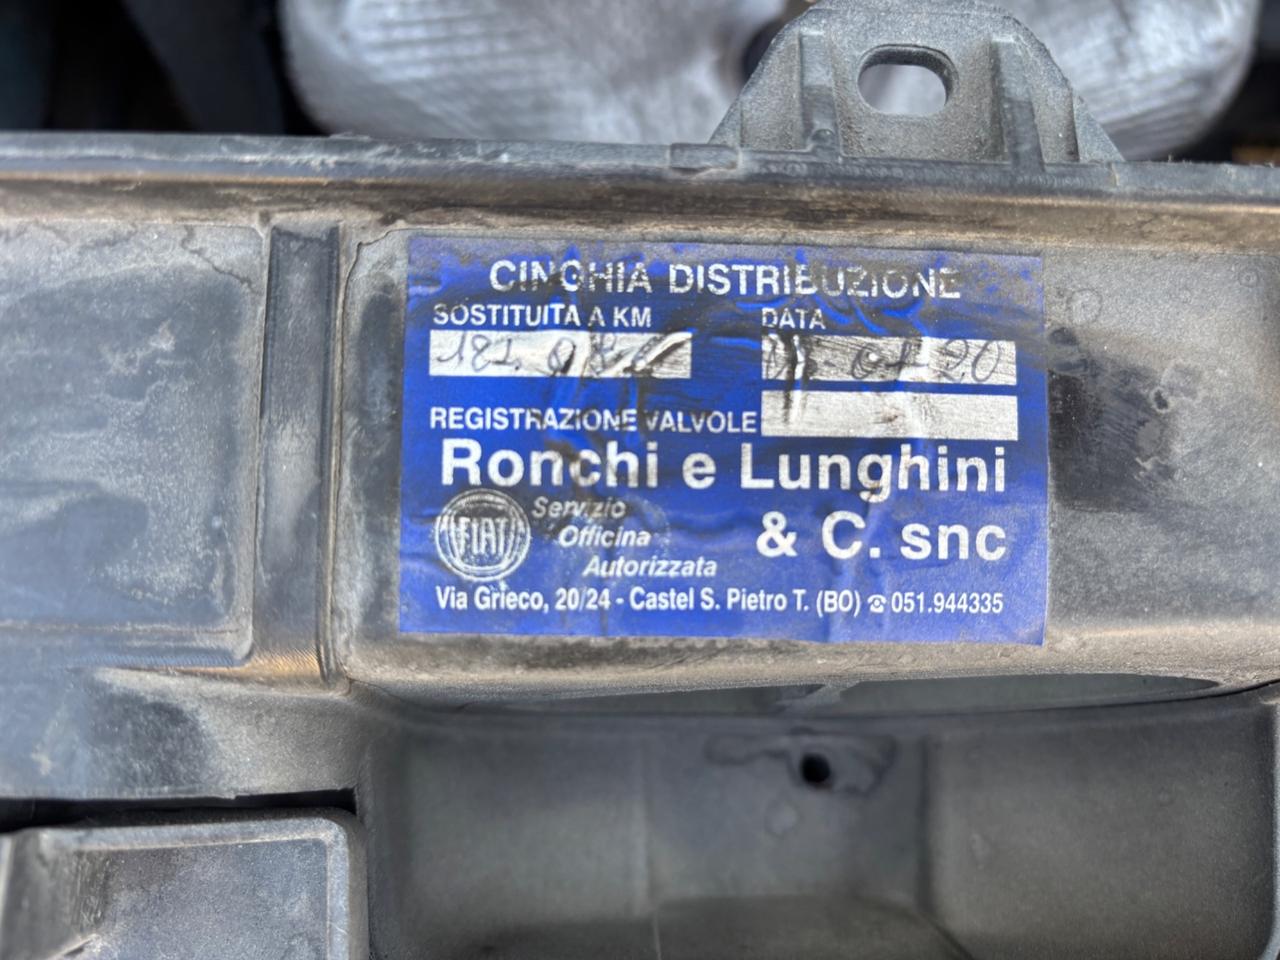 CINGHIA DISTRIBUZIONE
SOSTITUITA A KM DATA
REGISTRAZIONE VALVOLE
Ronchi e Lunghini
& C. snc
FIAT
Servizio
Officina
Autorizzata
Via Grieco, 20/24 - Castel S. Pietro T. (BO) ☎ 051.944335